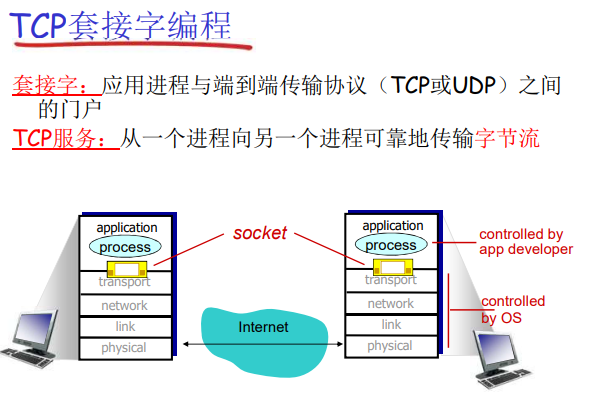 TCP套接字编程
套接字：应用进程与端到端传输协议（TCP或UDP）之间
的门户
TCP服务：从一个进程向另一个进程可靠地传输字节流
application
process
transport
network
link
physical
socket
Internet
application
process
transport
network
link
physical
controlled by
app developer
controlled
by OS